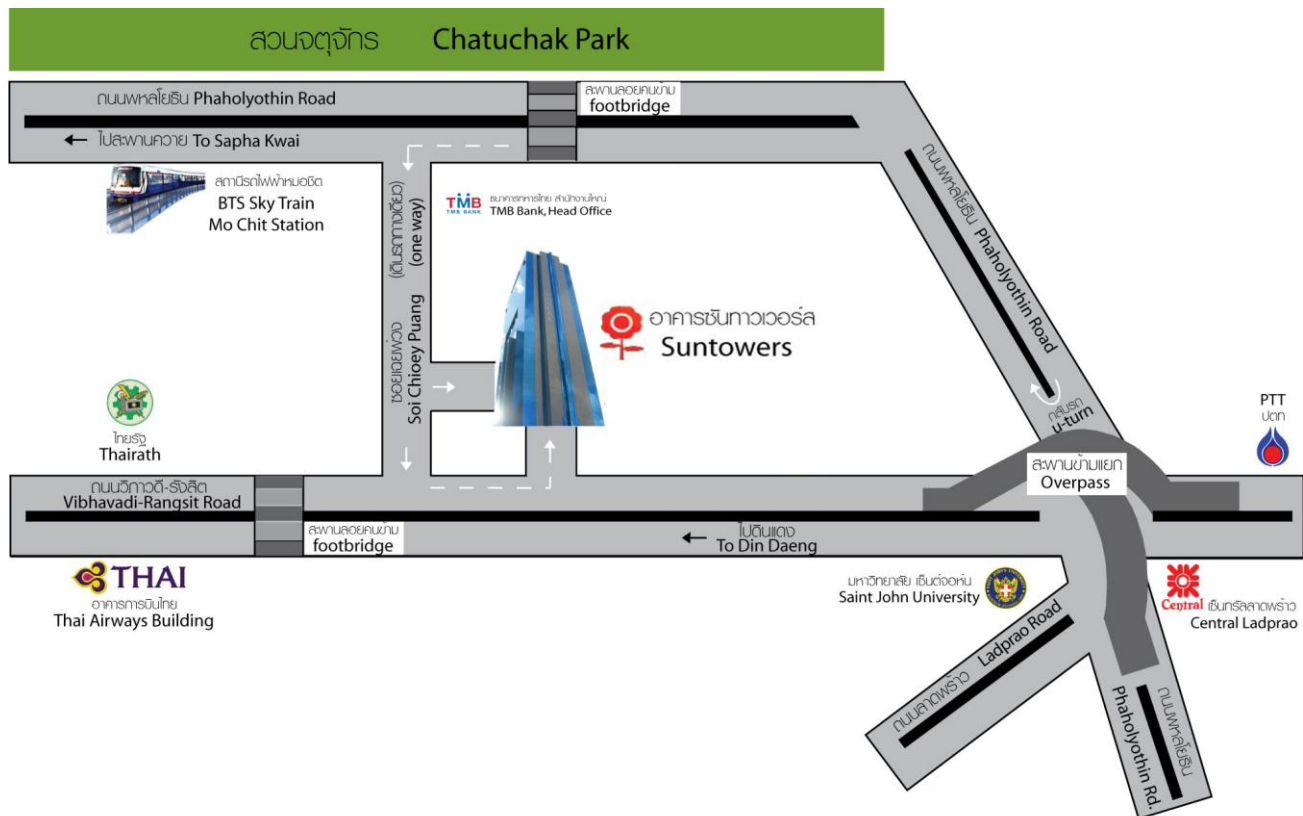 สวนจตุจักร Chatuchak Park
ถนนพหลโยธิน Phaholyothin Road
สะพานลอยคนข้าม
footbridge
← ไปสะพานควาย To Sapha Kwai
สถานีรถไฟฟ้าหมอชิต
BTS Sky Train
Mo Chit Station
(เดินรถทางเดียว)
(one way)
TMB
TMB BANK
ธนาคารทหารไทย สำนักงานใหญ่
TMB Bank, Head Office
ถนนพหลโยธิน Phaholyothin Road
อาคารซันทาวเวอร์ส
Suntowers
ซอยเฉยพ่วง
Soi Chioey Puang
กลับรถ
u-turn
PTT
ปตท
ไทยรัฐ
Thairath
สะพานข้ามแยก
Overpass
ถนนวิภาวดี-รังสิต
Vibhavadi-Rangsit Road
สะพานลอยคนข้าม
footbridge
← ไปดินแดง
To Din Daeng
THAI
อาคารการบินไทย
Thai Airways Building
มหาวิทยาลัย เซ็นต์จอห์น
Saint John University
Central เซ็นทรัลลาดพร้าว
Central Ladprao
ถนนลาดพร้าว Ladprao Road
ถนนพหลโยธิน
Phaholyothin Rd.